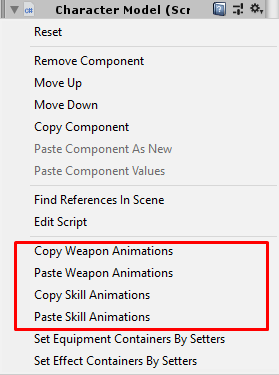 Character Model (Scr
Reset
Remove Component
Move Up
Move Down
Copy Component
Paste Component As New
Paste Component Values
Find References In Scene
Edit Script
Copy Weapon Animations
Paste Weapon Animations
Copy Skill Animations
Paste Skill Animations
Set Equipment Containers By Setters
Set Effect Containers By Setters